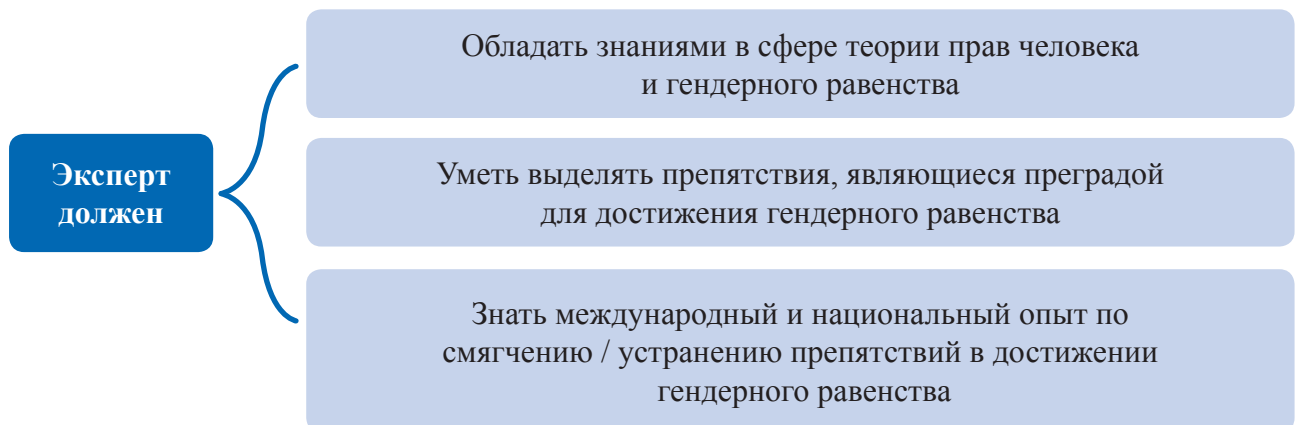 Эксперт
должен
Обладать знаниями в сфере теории прав человека
и гендерного равенства
Уметь выделять препятствия, являющиеся преградой
для достижения гендерного равенства
Знать международный и национальный опыт по
смягчению / устранению препятствий в достижении
гендерного равенства